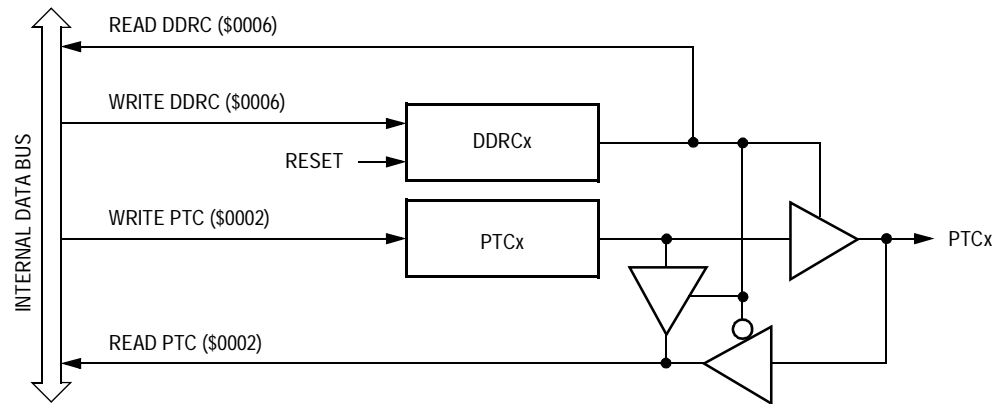 READ DDRC ($0006)
WRITE DDRC ($0006)
DDRCx
RESET
INTERNAL DATA BUS
WRITE PTC ($0002)
PTCx
PTCx
READ PTC ($0002)